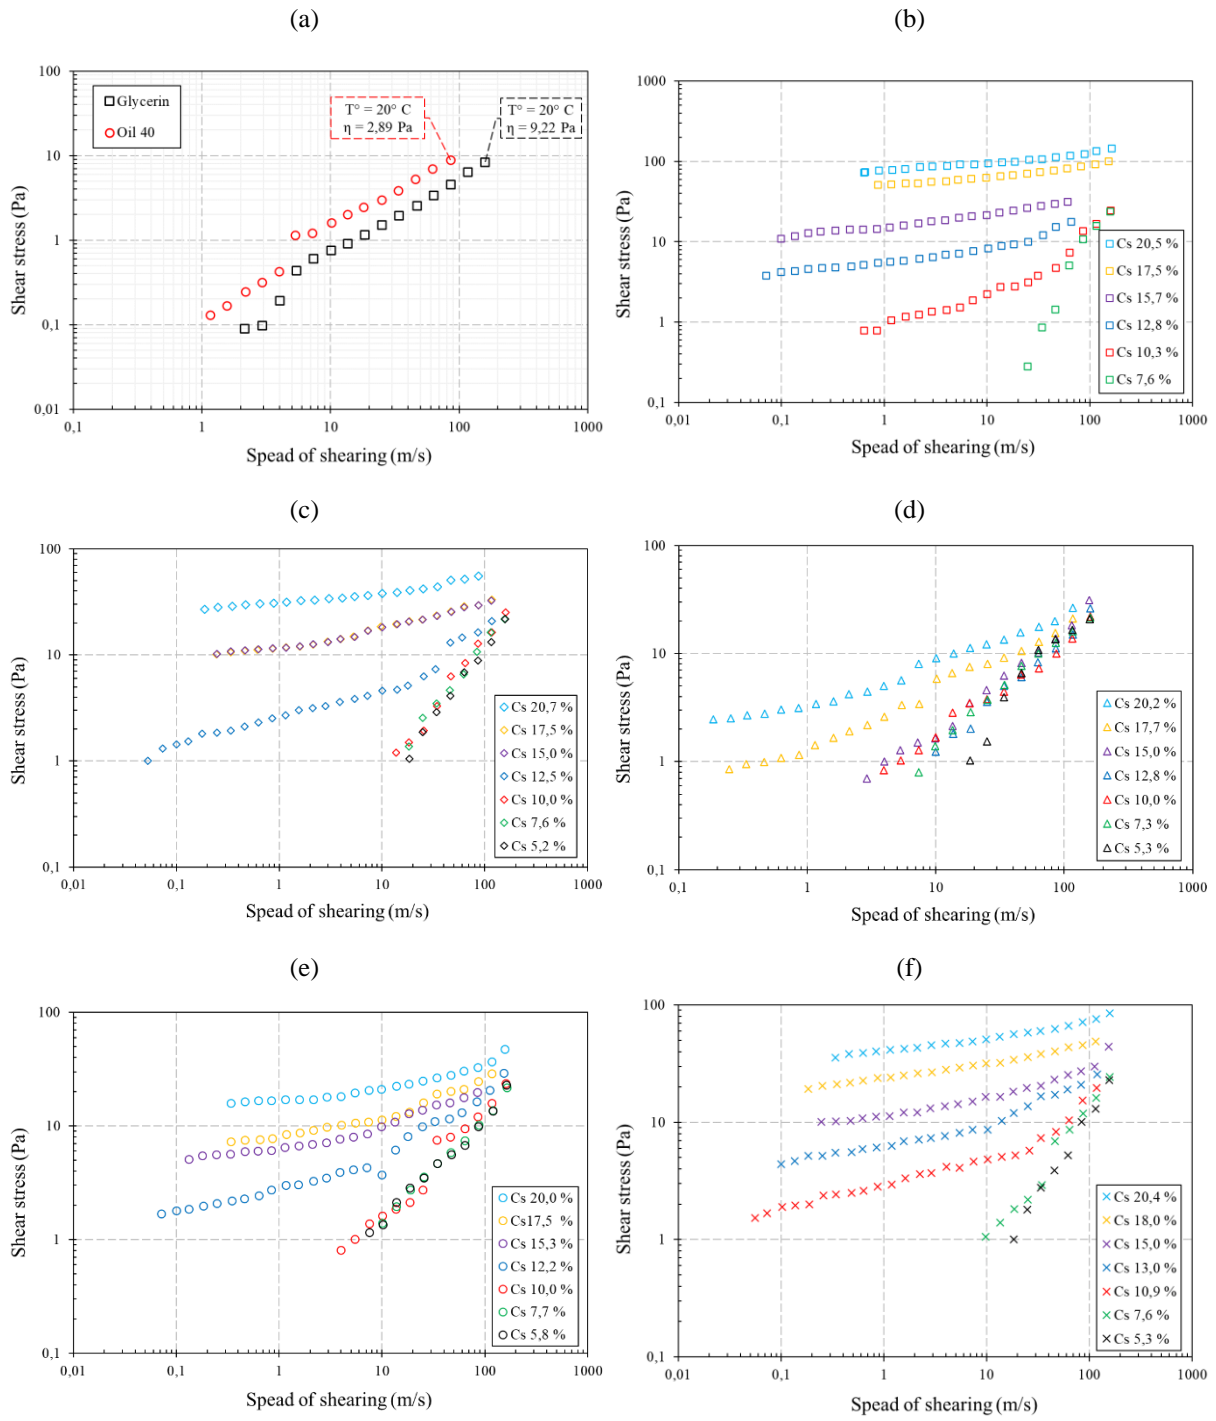 (a)
100
10
1
0,1
0,01
0,1
1
10
100
1000
Shear stress (Pa)
Spead of shearing (m/s)
Glycerin
Oil 40
T° = 20° C
η = 2,89 Pa
T° = 20° C
η = 9,22 Pa
(b)
1000
100
10
1
0,1
0,01
0,1
1
10
100
1000
Shear stress (Pa)
Spead of shearing (m/s)
Cs 20,5 %
Cs 17,5 %
Cs 15,7 %
Cs 12,8 %
Cs 10,3 %
Cs 7,6 %
(c)
100
10
1
0,1
0,01
0,1
1
10
100
1000
Shear stress (Pa)
Spead of shearing (m/s)
Cs 20,7 %
Cs 17,5 %
Cs 15,0 %
Cs 12,5 %
Cs 10,0 %
Cs 7,6 %
Cs 5,2 %
(d)
100
10
1
0,1
0,1
1
10
100
1000
Shear stress (Pa)
Spead of shearing (m/s)
Cs 20,2 %
Cs 17,7 %
Cs 15,0 %
Cs 12,8 %
Cs 10,0 %
Cs 7,3 %
Cs 5,3 %
(e)
100
10
1
0,1
0,01
0,1
1
10
100
1000
Shear stress (Pa)
Spead of shearing (m/s)
Cs 20,0 %
Cs17,5 %
Cs 15,3 %
Cs 12,2 %
Cs 10,0 %
Cs 7,7 %
Cs 5,8 %
(f)
100
10
1
0,1
0,01
0,1
1
10
100
1000
Shear stress (Pa)
Spead of shearing (m/s)
Cs 20,4 %
Cs 18,0 %
Cs 15,0 %
Cs 13,0 %
Cs 10,9 %
Cs 7,6 %
Cs 5,3 %